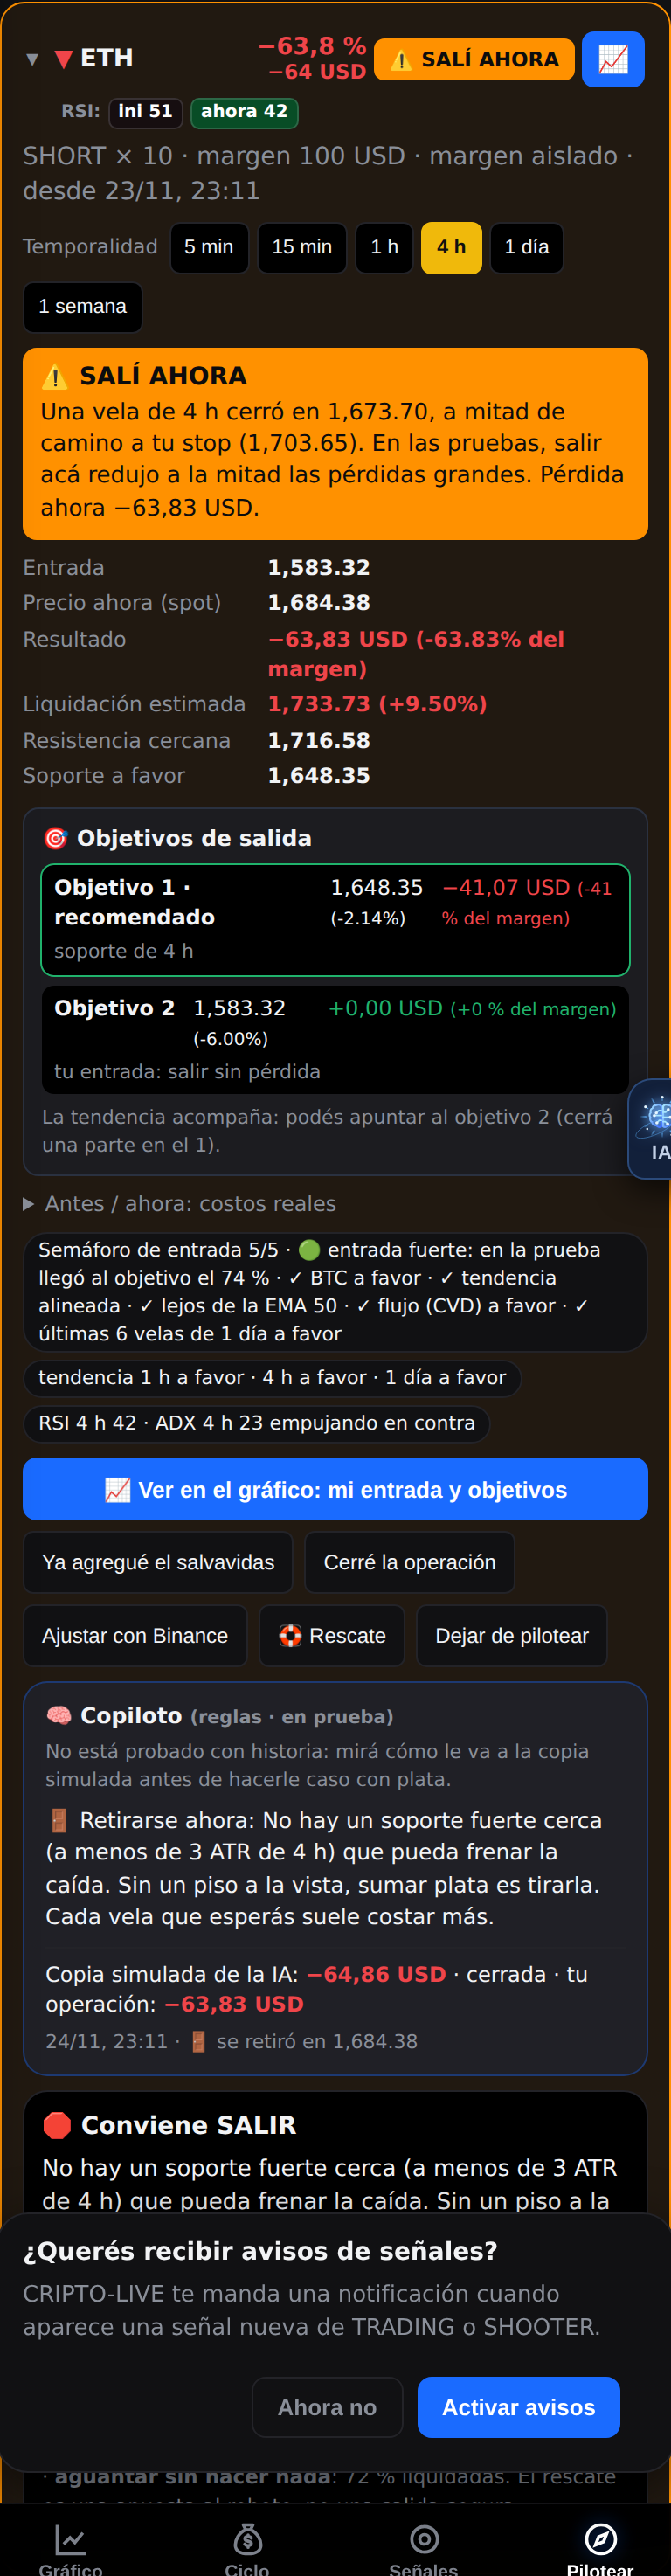 ▼ ▼ ETH −63,8 % ⚠️ SALÍ AHORA
−64 USD
RSI: ini 51 ahora 42
SHORT × 10 · margen 100 USD · margen aislado ·
desde 23/11, 23:11
Temporalidad 5 min 15 min 1 h 4 h 1 día
1 semana
⚠️ SALÍ AHORA
Una vela de 4 h cerró en 1,673.70, a mitad de
camino a tu stop (1,703.65). En las pruebas, salir
acá redujo a la mitad las pérdidas grandes. Pérdida
ahora −63,83 USD.
Entrada 1,583.32
Precio ahora (spot) 1,684.38
Resultado −63,83 USD (-63.83% del
margen)
Liquidación estimada 1,733.73 (+9.50%)
Resistencia cercana 1,716.58
Soporte a favor 1,648.35
🎯 Objetivos de salida
Objetivo 1 · 1,648.35 −41,07 USD (-41
recomendado (-2.14%) % del margen)
soporte de 4 h
Objetivo 2 1,583.32 +0,00 USD (+0 % del margen)
(-6.00%)
tu entrada: salir sin pérdida
La tendencia acompaña: podés apuntar al objetivo 2 (cerrá
una parte en el 1).
IA
▶ Antes / ahora: costos reales
Semáforo de entrada 5/5 · 🟢 entrada fuerte: en la prueba
llegó al objetivo el 74 % · ✓ BTC a favor · ✓ tendencia
alineada · ✓ lejos de la EMA 50 · ✓ flujo (CVD) a favor · ✓
últimas 6 velas de 1 día a favor
tendencia 1 h a favor · 4 h a favor · 1 día a favor
RSI 4 h 42 · ADX 4 h 23 empujando en contra
📈 Ver en el gráfico: mi entrada y objetivos
Ya agregué el salvavidas Cerré la operación
Ajustar con Binance 🛟 Rescate Dejar de pilotear
🧠 Copiloto (reglas · en prueba)
No está probado con historia: mirá cómo le va a la copia
simulada antes de hacerle caso con plata.
🚪 Retirarse ahora: No hay un soporte fuerte cerca
(a menos de 3 ATR de 4 h) que pueda frenar la
caída. Sin un piso a la vista, sumar plata es tirarla.
Cada vela que esperás suele costar más.
Copia simulada de la IA: −64,86 USD · cerrada · tu
operación: −63,83 USD
24/11, 23:11 · 🚪 se retiró en 1,684.38
🛑 Conviene SALIR
No hay un soporte fuerte cerca (a menos de 3 ATR
de 4 h) que pueda frenar la caída. Sin un piso a la
¿Querés recibir avisos de señales?
CRIPTO-LIVE te manda una notificación cuando
aparece una señal nueva de TRADING o SHOOTER.
Ahora no Activar avisos
· aguantar sin hacer nada: 72 % liquidadas. El rescate
Gráfico Ciclo Señales Pilotear